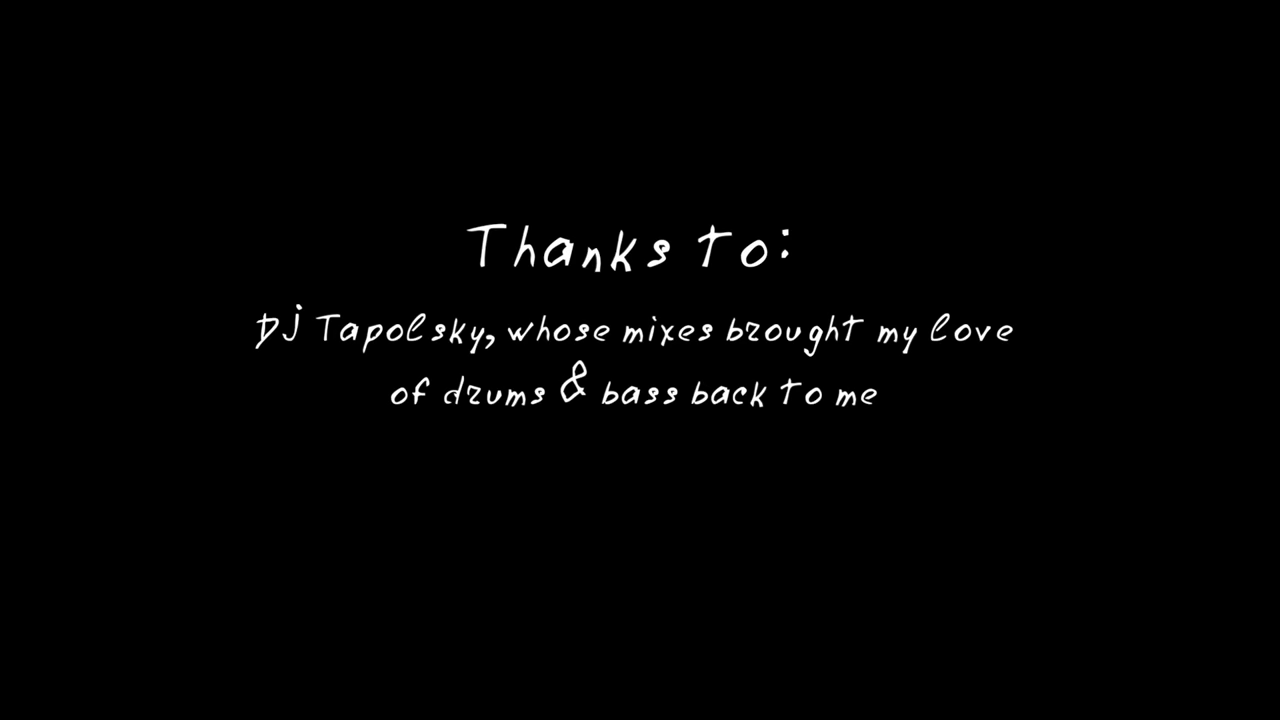 Thanks to:
Dj Tapolsky, whose mixes brought my love
of drums & bass back to me